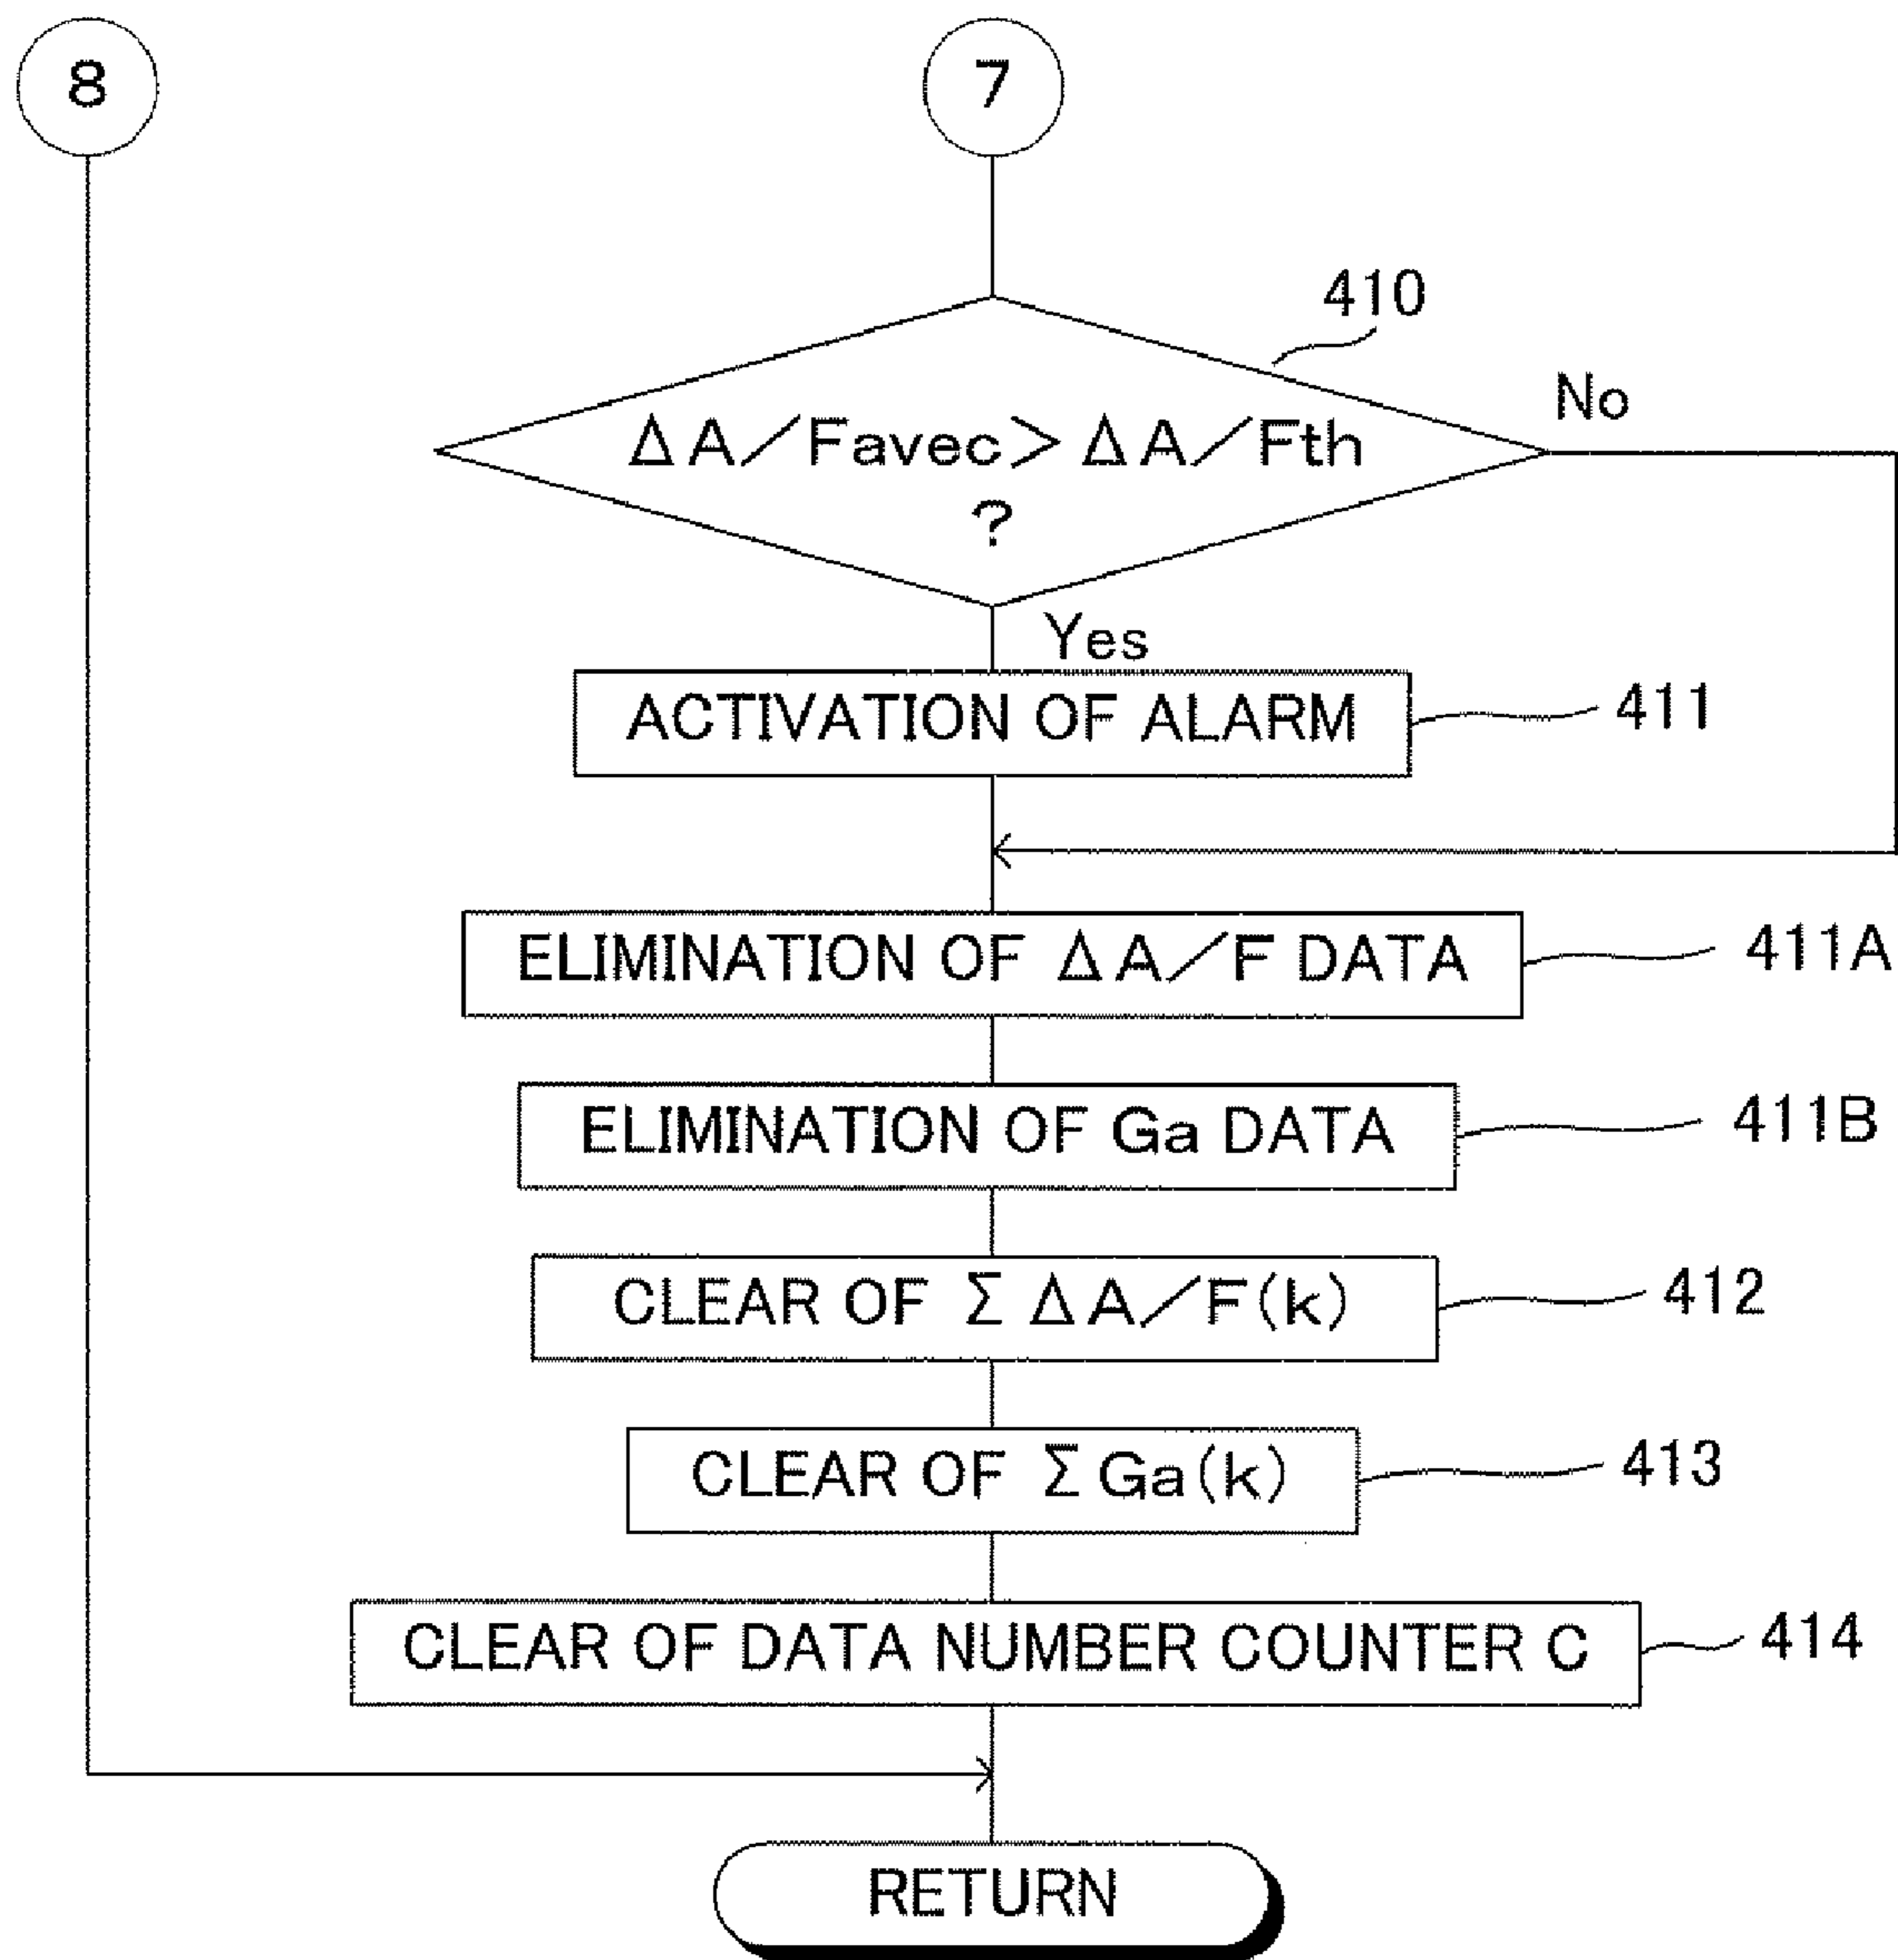 8
7
410
No
ΔA／Favec＞ΔA／Fth
?
Yes
ACTIVATION OF ALARM
411
ELIMINATION OF ΔA／F DATA
411A
ELIMINATION OF Ga DATA
411B
CLEAR OF ΣΔA／F(k)
412
CLEAR OF ΣGa(k)
413
CLEAR OF DATA NUMBER COUNTER C
414
RETURN